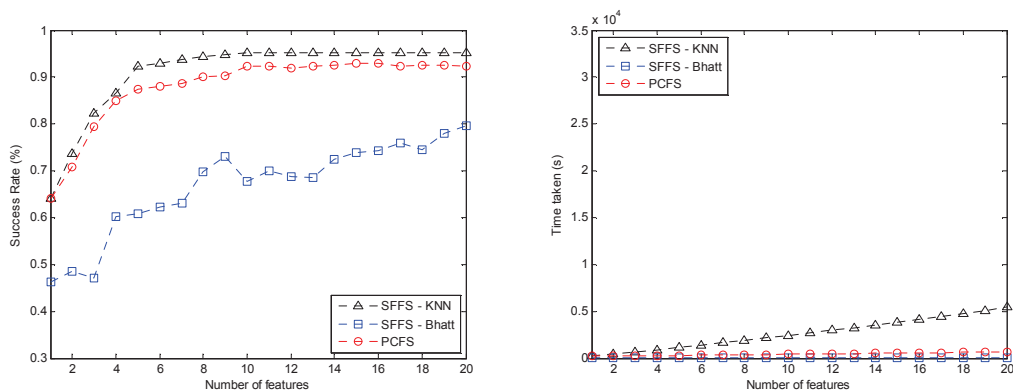 1
0.9
0.8
0.7
0.6
0.5
0.4
0.3
Success Rate (%)
2 4 6 8 10 12 14 16 18 20
Number of features
SFFS - KNN
SFFS - Bhatt
PCFS
x 10^4
3.5
3
2.5
2
1.5
1
0.5
0
Time taken (s)
2 4 6 8 10 12 14 16 18 20
Number of features
SFFS - KNN
SFFS - Bhatt
PCFS